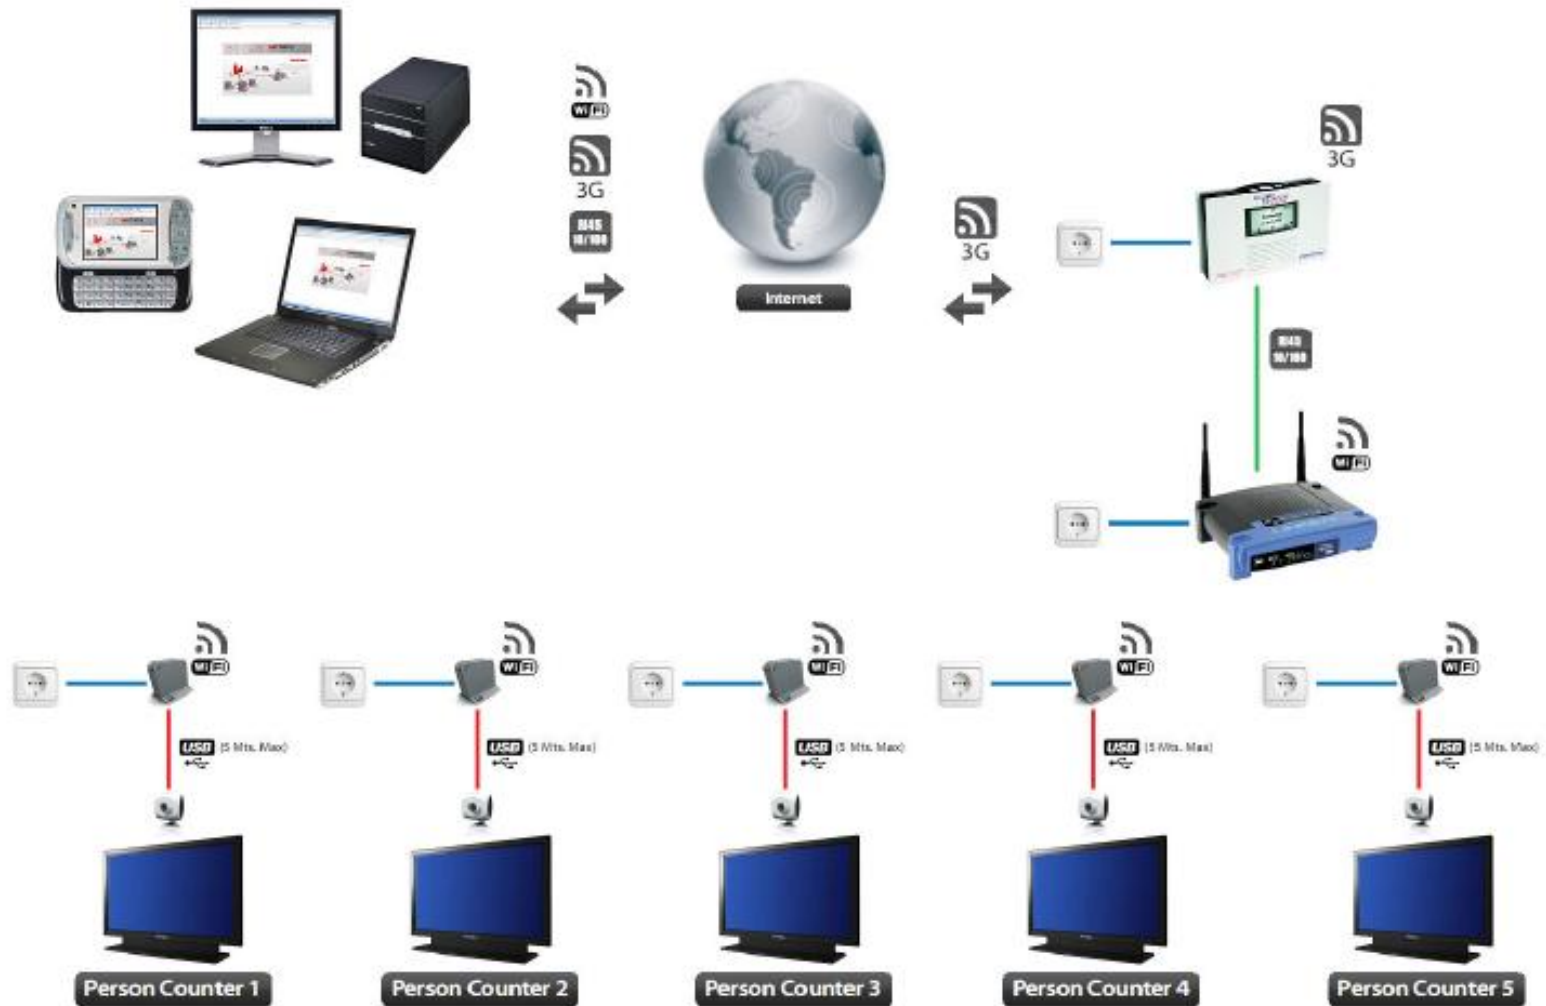 WiFi
3G
RJ45
10/100
Internet
3G
3G
RJ45
10/100
WiFi
WiFi
WiFi
WiFi
WiFi
WiFi
USB (5 Mts. Max)
USB (5 Mts. Max)
USB (5 Mts. Max)
USB (5 Mts. Max)
USB (5 Mts. Max)
Person Counter 1
Person Counter 2
Person Counter 3
Person Counter 4
Person Counter 5